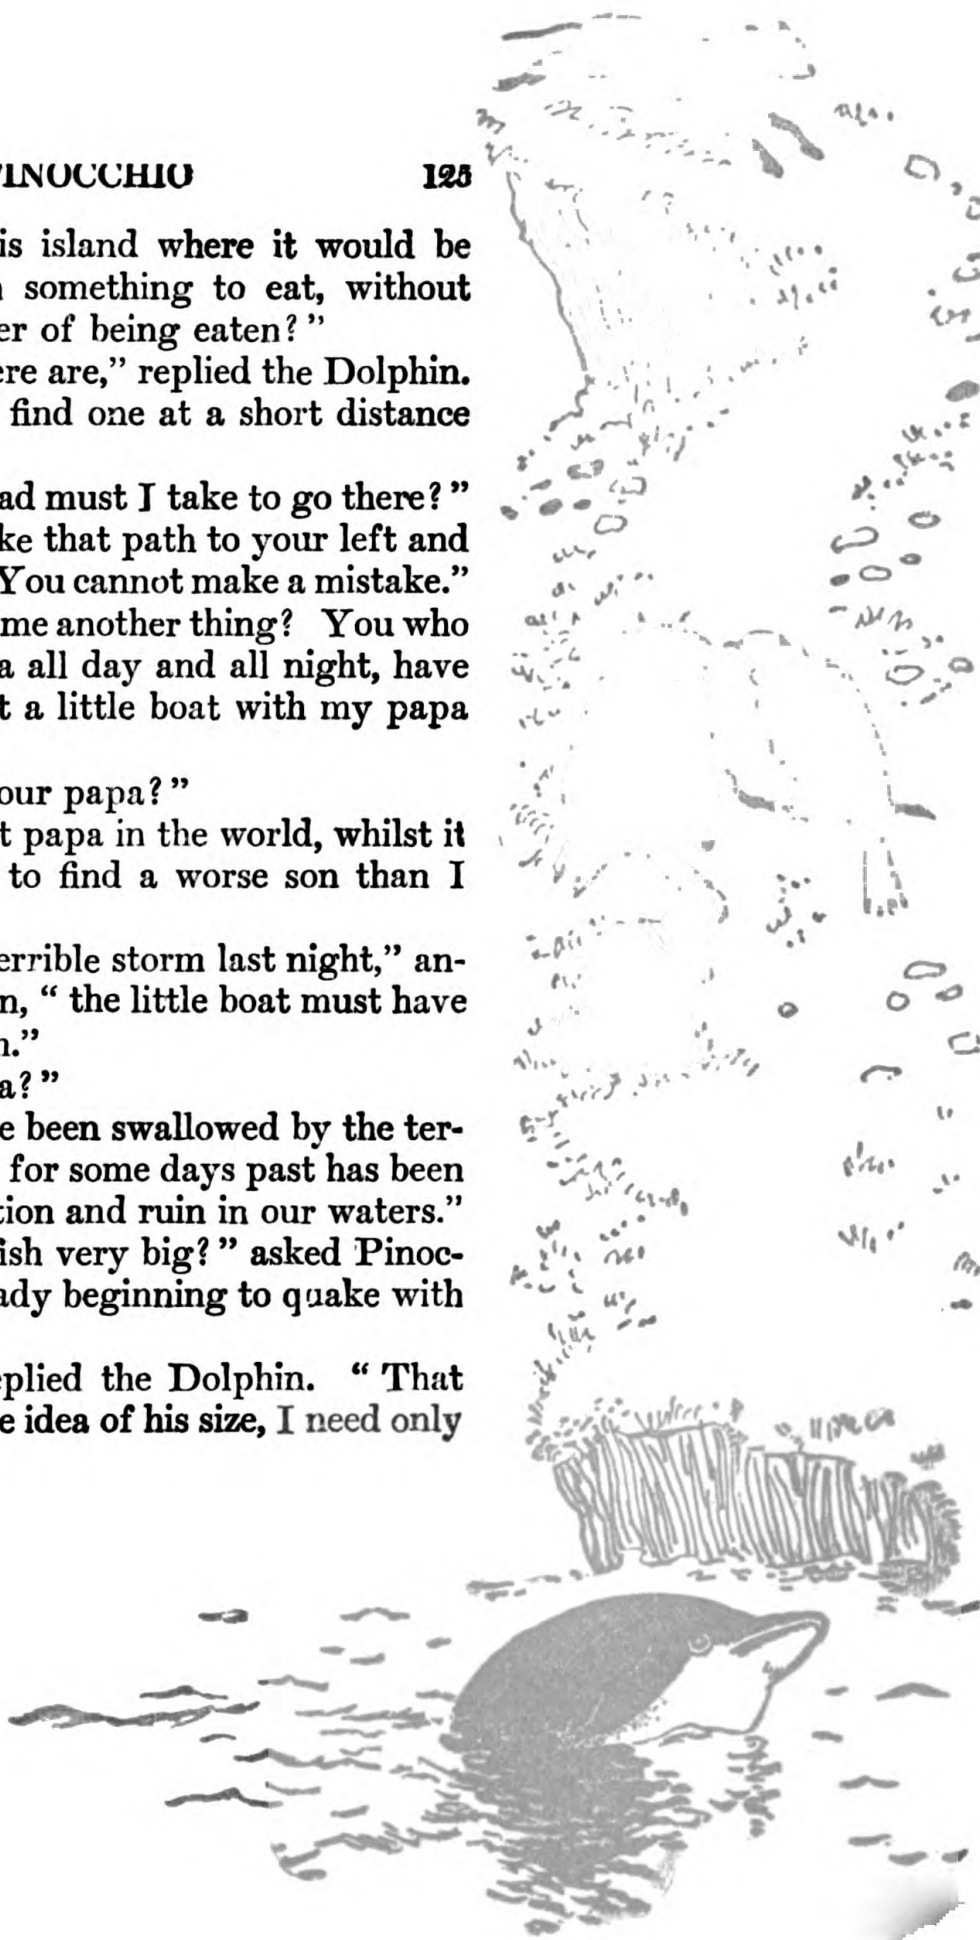 PINOCCHIO 125
is island where it would be
something to eat, without
er of being eaten?”
ere are,” replied the Dolphin.
find one at a short distance
ad must I take to go there?”
ke that path to your left and
You cannot make a mistake.”
me another thing? You who
a all day and all night, have
t a little boat with my papa
our papa?”
t papa in the world, whilst it
to find a worse son than I
errible storm last night,” an-
n, “ the little boat must have
n.”
a?”
e been swallowed by the ter-
for some days past has been
tion and ruin in our waters.”
ish very big?” asked Pinoc-
ady beginning to quake with
eplied the Dolphin. “ That
e idea of his size, I need only